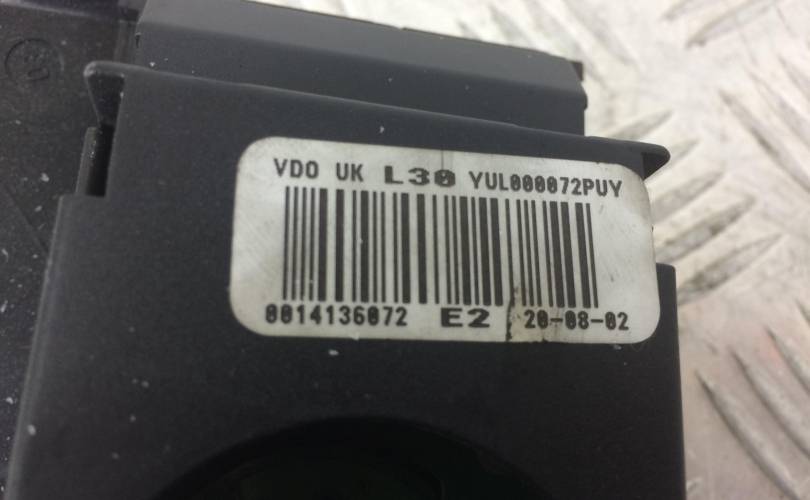 VDO UK L30 YUL000072PUY
0014136072 E2 20-08-02